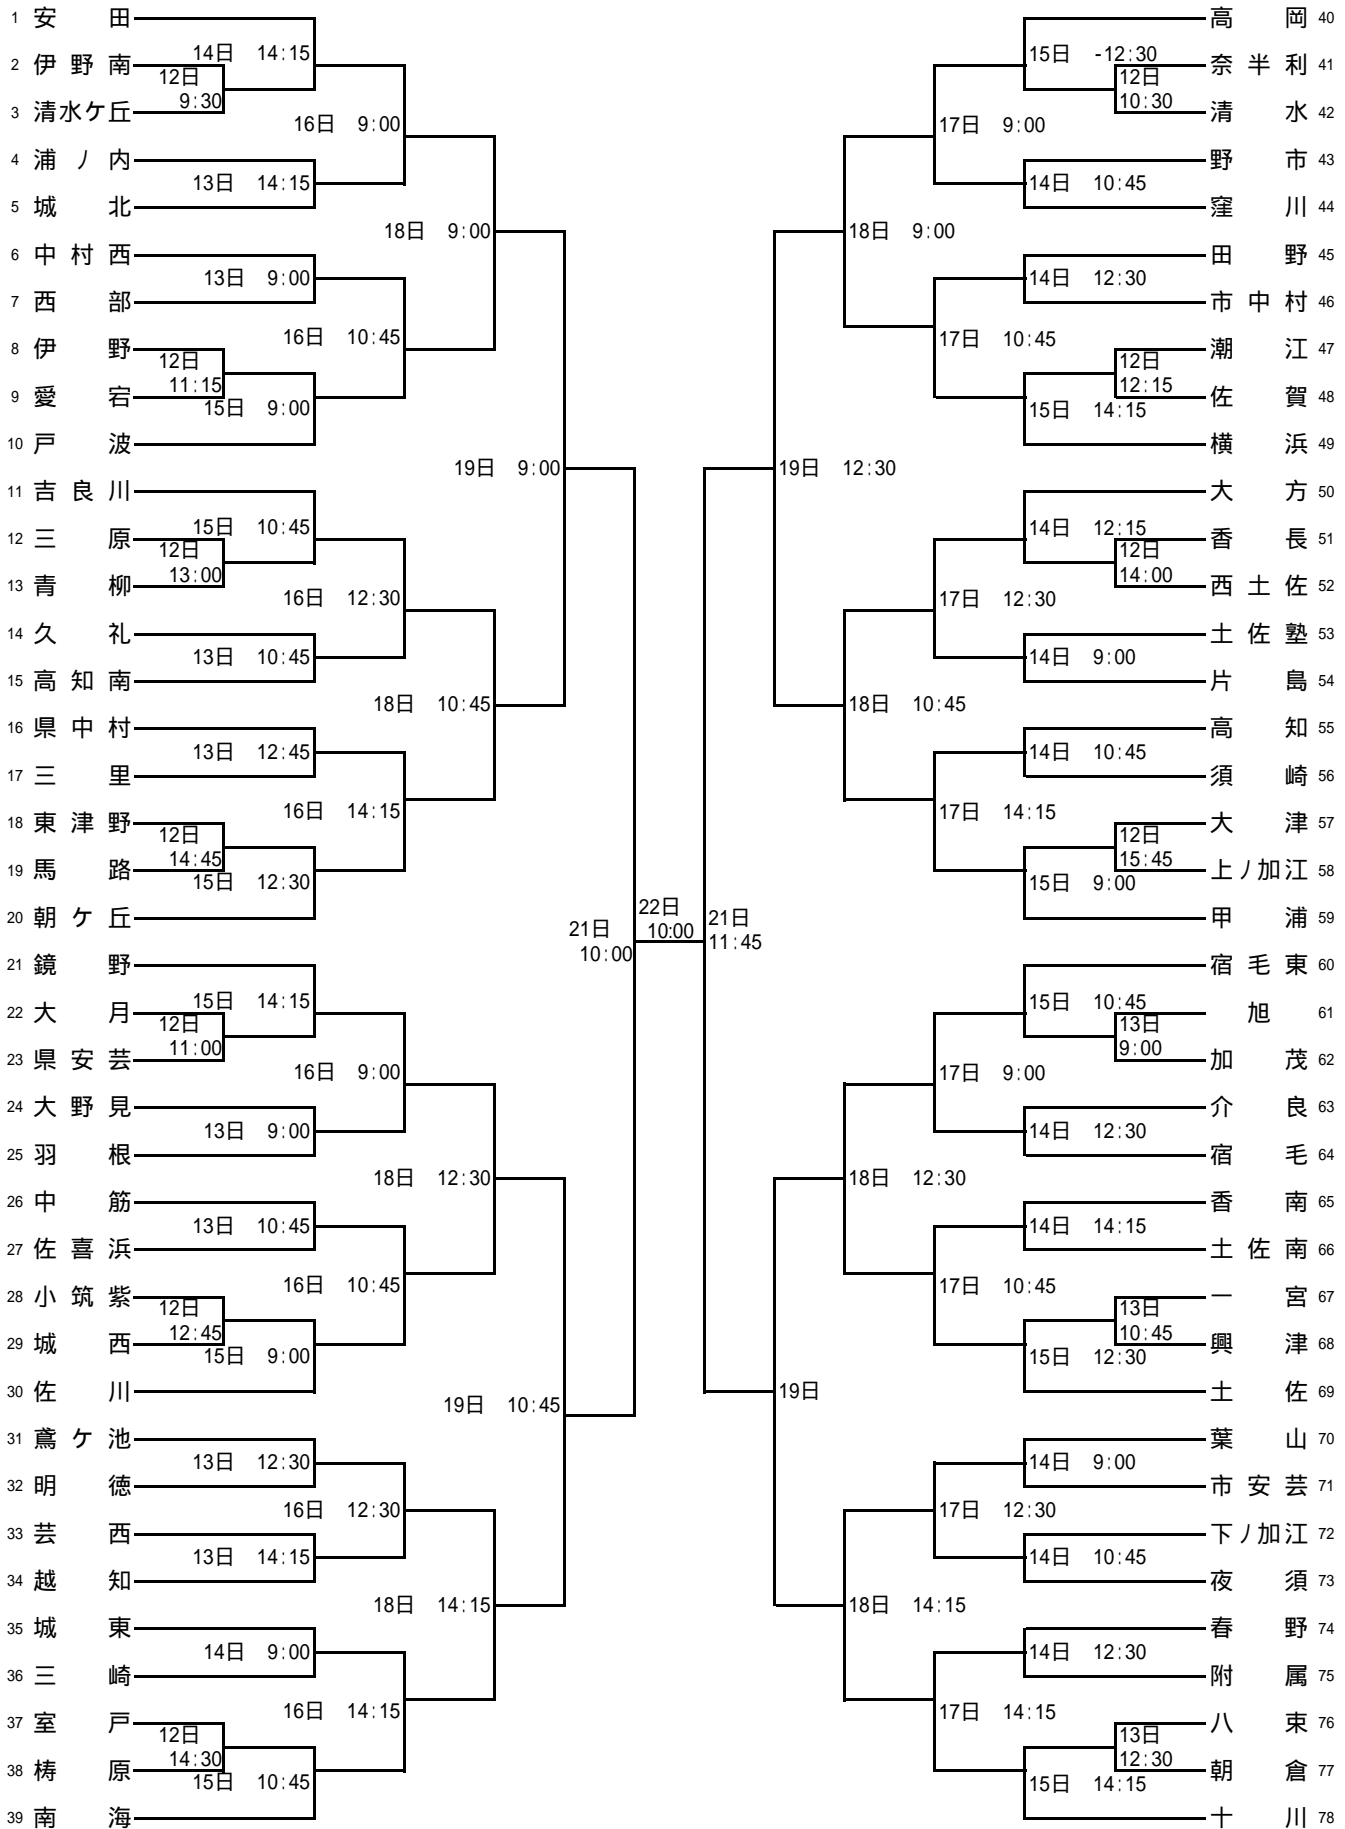 1 安田
14日 14:15
2 伊野南
12日
9:30
3 清水ケ丘
16日 9:00
4 浦ノ内
13日 14:15
5 城北
18日 9:00
6 中村西
13日 9:00
7 西部
16日 10:45
8 伊野
12日
11:15
9 愛宕
15日 9:00
10 戸波
19日 9:00
11 吉良川
15日 10:45
12 三原
12日
13:00
13 青柳
16日 12:30
14 久礼
13日 10:45
15 高知南
18日 10:45
16 県中村
13日 12:45
17 三里
16日 14:15
18 東津野
12日
14:45
19 馬路
15日 12:30
20 朝ケ丘
21日
10:00
21 鏡野
15日 14:15
22 大月
12日
11:00
23 県安芸
16日 9:00
24 大野見
13日 9:00
25 羽根
18日 12:30
26 中筋
13日 10:45
27 佐喜浜
16日 10:45
28 小筑紫
12日
12:45
29 城西
15日 9:00
30 佐川
19日 10:45
31 鳶ケ池
13日 12:30
32 明徳
16日 12:30
33 芸西
13日 14:15
34 越知
18日 14:15
35 城東
14日 9:00
36 三崎
16日 14:15
37 室戸
12日
14:30
38 梼原
15日 10:45
39 南海
22日
10:00
高岡 40
15日 -12:30
奈半利 41
12日
10:30
清水 42
17日 9:00
野市 43
14日 10:45
窪川 44
18日 9:00
田野 45
14日 12:30
市中村 46
17日 10:45
潮江 47
12日
12:15
佐賀 48
15日 14:15
横浜 49
19日 12:30
大方 50
14日 12:15
香長 51
12日
14:00
西土佐 52
17日 12:30
土佐塾 53
14日 9:00
片島 54
18日 10:45
高知 55
14日 10:45
須崎 56
17日 14:15
大津 57
12日
15:45
上ノ加江 58
15日 9:00
甲浦 59
21日
11:45
宿毛東 60
15日 10:45
旭 61
13日
9:00
加茂 62
17日 9:00
介良 63
14日 12:30
宿毛 64
18日 12:30
香南 65
14日 14:15
土佐南 66
17日 10:45
一宮 67
13日
10:45
興津 68
15日 12:30
土佐 69
19日
葉山 70
14日 9:00
市安芸 71
17日 12:30
下ノ加江 72
14日 10:45
夜須 73
18日 14:15
春野 74
14日 12:30
附属 75
17日 14:15
八束 76
13日
12:30
朝倉 77
15日 14:15
十川 78